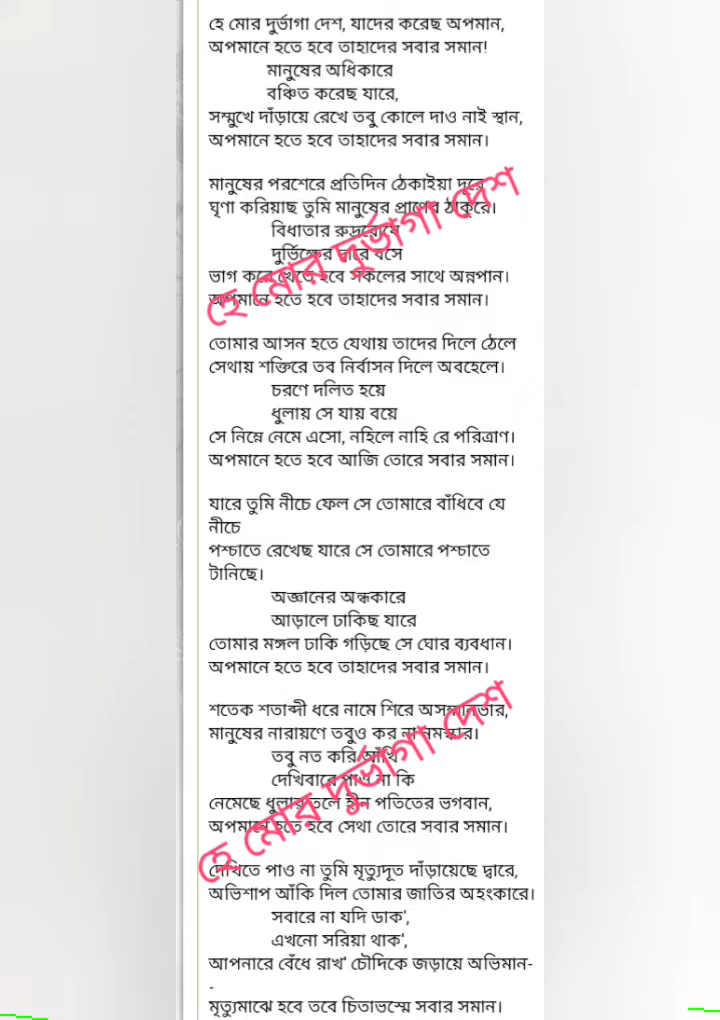 হে মোর দুর্ভাগা দেশ, যাদের করেছ অপমান,
অপমানে হতে হবে তাহাদের সবার সমান!
মানুষের অধিকারে
বঞ্চিত করেছ যারে,
সম্মুখে দাঁড়ায়ে রেখে তবু কোলে দাও নাই স্থান,
অপমানে হতে হবে তাহাদের সবার সমান।
মানুষের পরশেরে প্রতিদিন ঠেকাইয়া দূরে
ঘৃণা করিয়াছ তুমি মানুষের প্রাণের ঠাকুরে।
বিধাতার রুদ্ররোষে
দুর্ভিক্ষের দ্বারে বসে
ভাগ করে খেতে হবে সকলের সাথে অন্নপান।
অপমানে হতে হবে তাহাদের সবার সমান।
হে মোর দুর্ভাগা দেশ
তোমার আসন হতে যেথায় তাদের দিলে ঠেলে
সেথায় শক্তিরে তব নির্বাসন দিলে অবহেলে।
চরণে দলিত হয়ে
ধুলায় সে যায় বয়ে
সে নিম্নে নেমে এসো, নহিলে নাহি রে পরিত্রাণ।
অপমানে হতে হবে আজি তোরে সবার সমান।
যারে তুমি নীচে ফেল সে তোমারে বাঁধিবে যে
নীচে
পশ্চাতে রেখেছ যারে সে তোমারে পশ্চাতে
টানিছে।
অজ্ঞানের অন্ধকারে
আড়ালে ঢাকিছ যারে
তোমার মঙ্গল ঢাকি গড়িছে সে ঘোর ব্যবধান।
অপমানে হতে হবে তাহাদের সবার সমান।
শতেক শতাব্দী ধরে নামে শিরে অসম্মানভার,
মানুষের নারায়ণে তবুও কর না নমস্কার।
তবু নত করি আঁখি
দেখিবারে পাও না কি
নেমেছে ধুলার তলে হীন পতিতের ভগবান,
অপমানে হতে হবে সেথা তোরে সবার সমান।
হে মোর দুর্ভাগা দেশ
দেখিতে পাও না তুমি মৃত্যুদূত দাঁড়ায়েছে দ্বারে,
অভিশাপ আঁকি দিল তোমার জাতির অহংকারে।
সবারে না যদি ডাক',
এখনো সরিয়া থাক',
আপনারে বেঁধে রাখ' চৌদিকে জড়ায়ে অভিমান-
-
মৃত্যুমাঝে হবে তবে চিতাভস্মে সবার সমান।